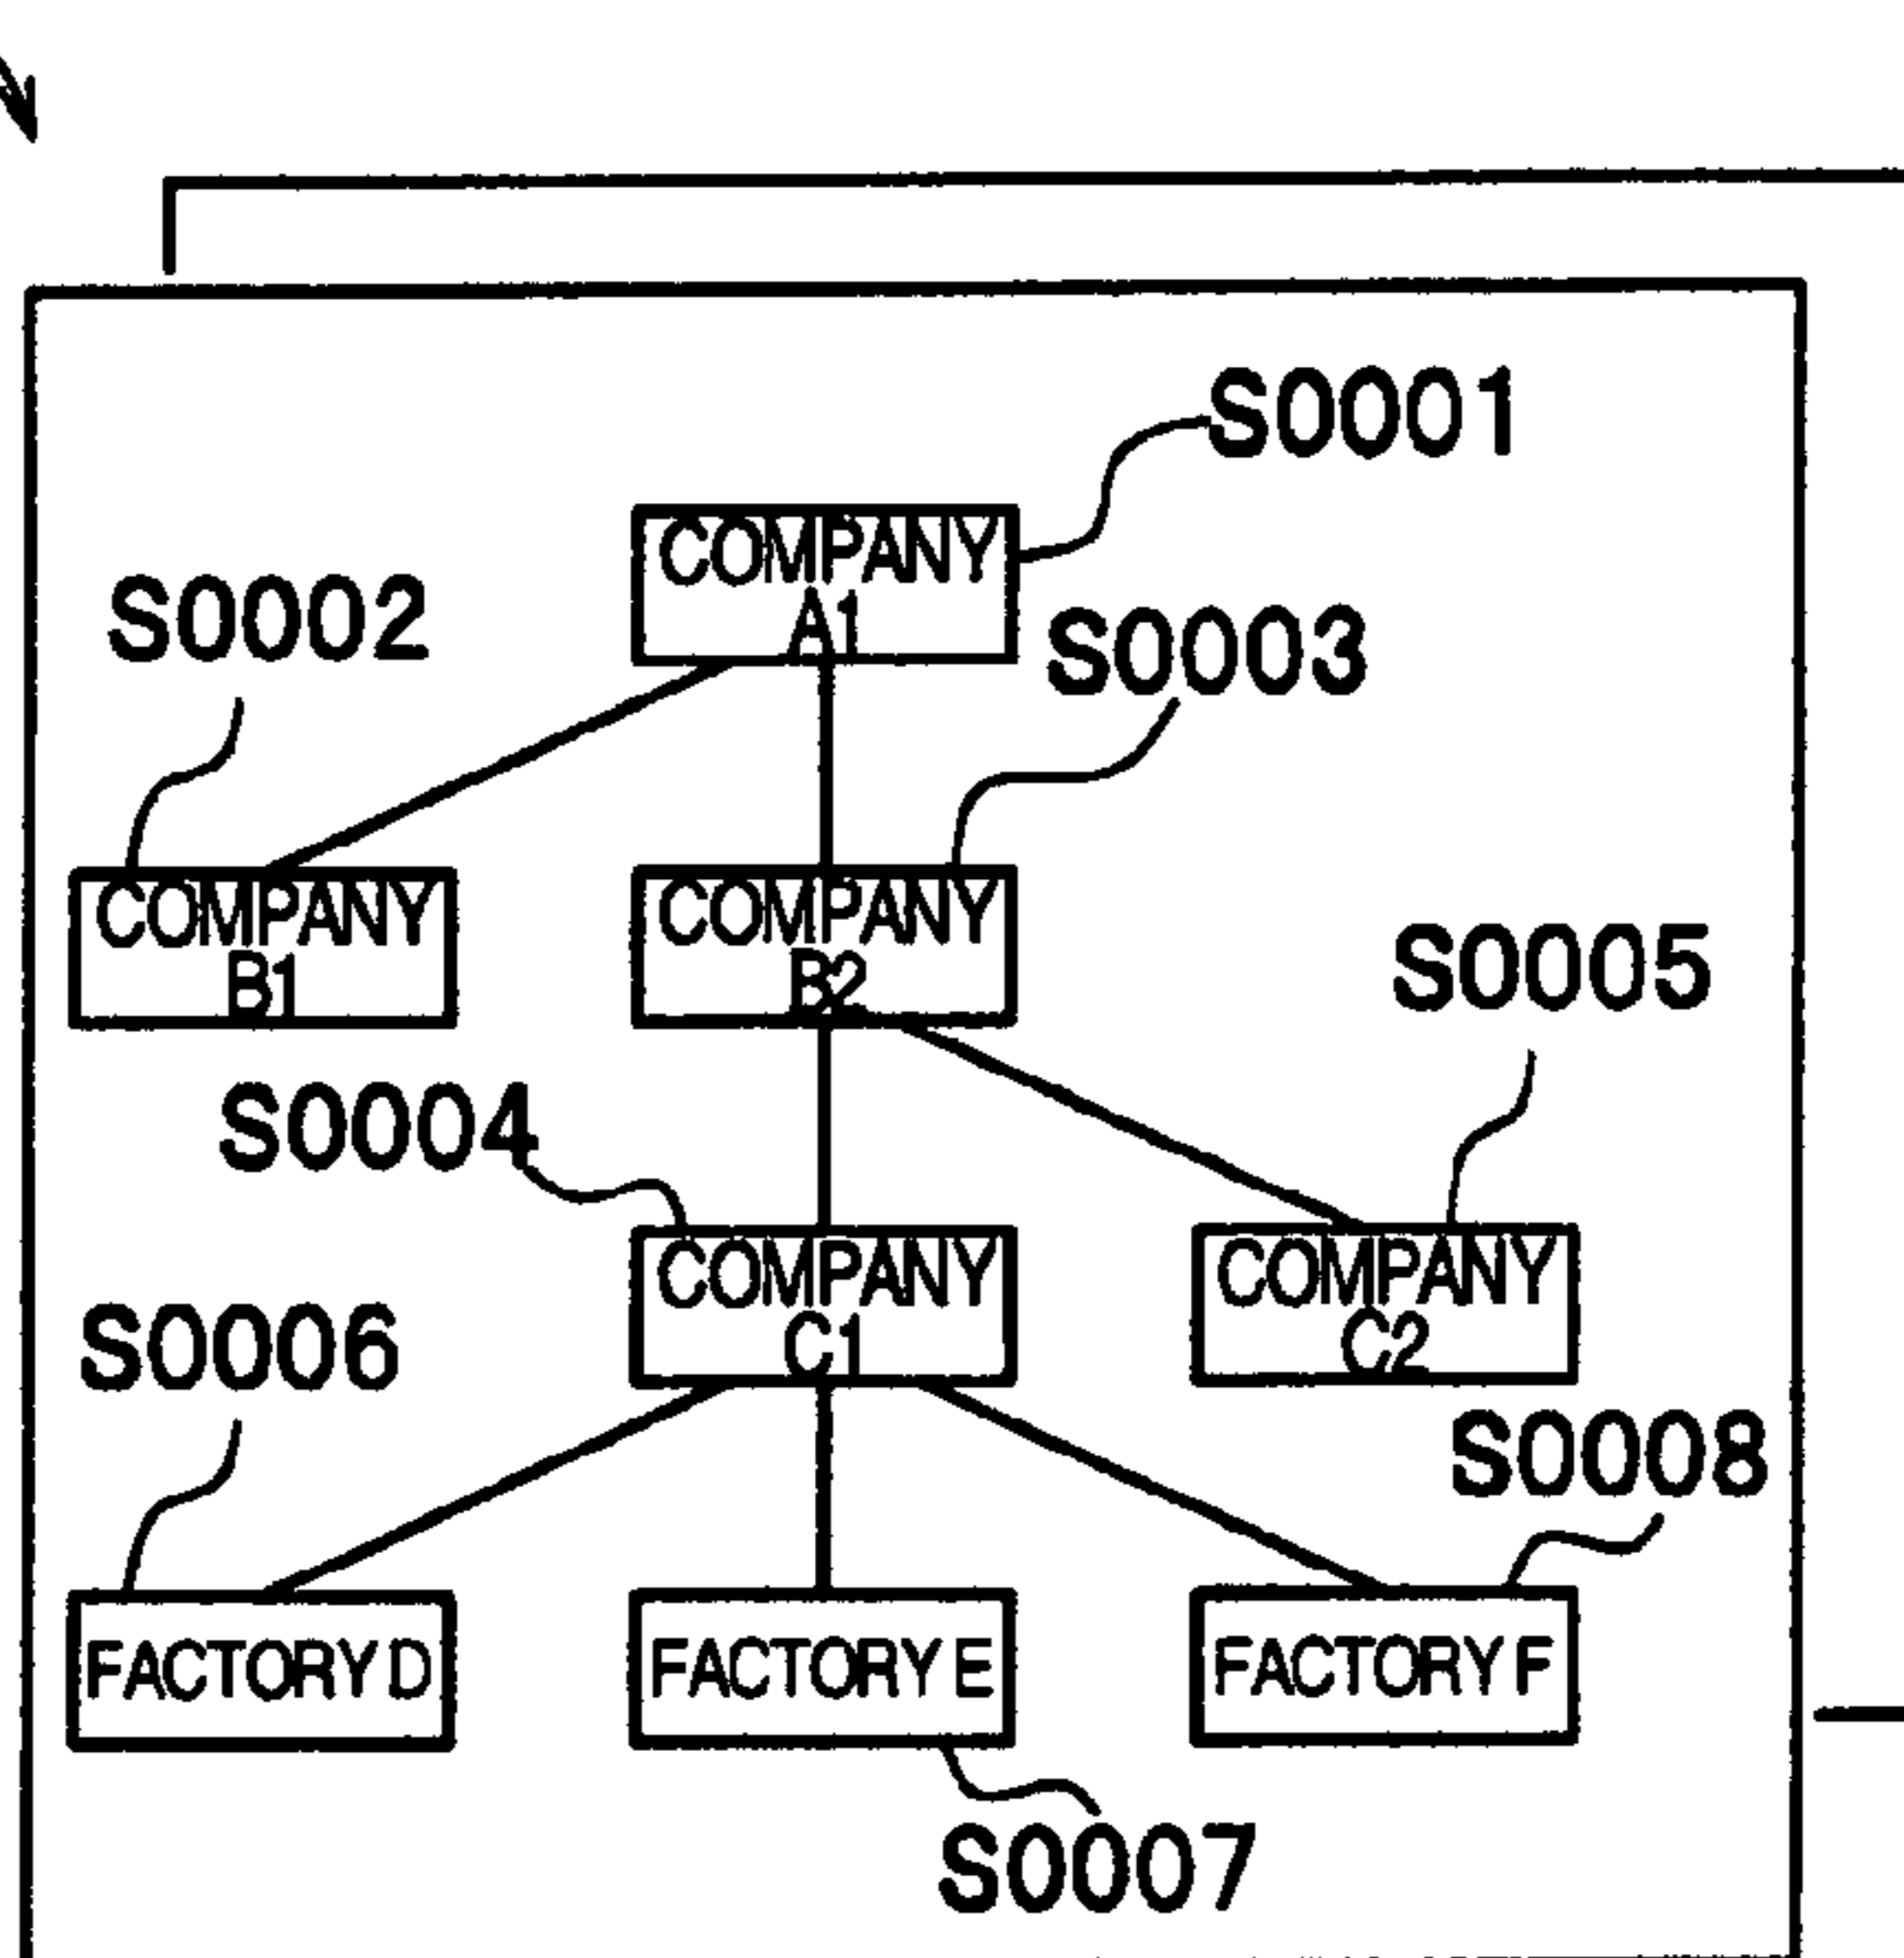 S0001
COMPANY
A1
S0002
S0003
COMPANY
B1
COMPANY
B2
S0005
S0004
COMPANY
C1
COMPANY
C2
S0006
S0008
FACTORY D
FACTORY E
FACTORY F
S0007